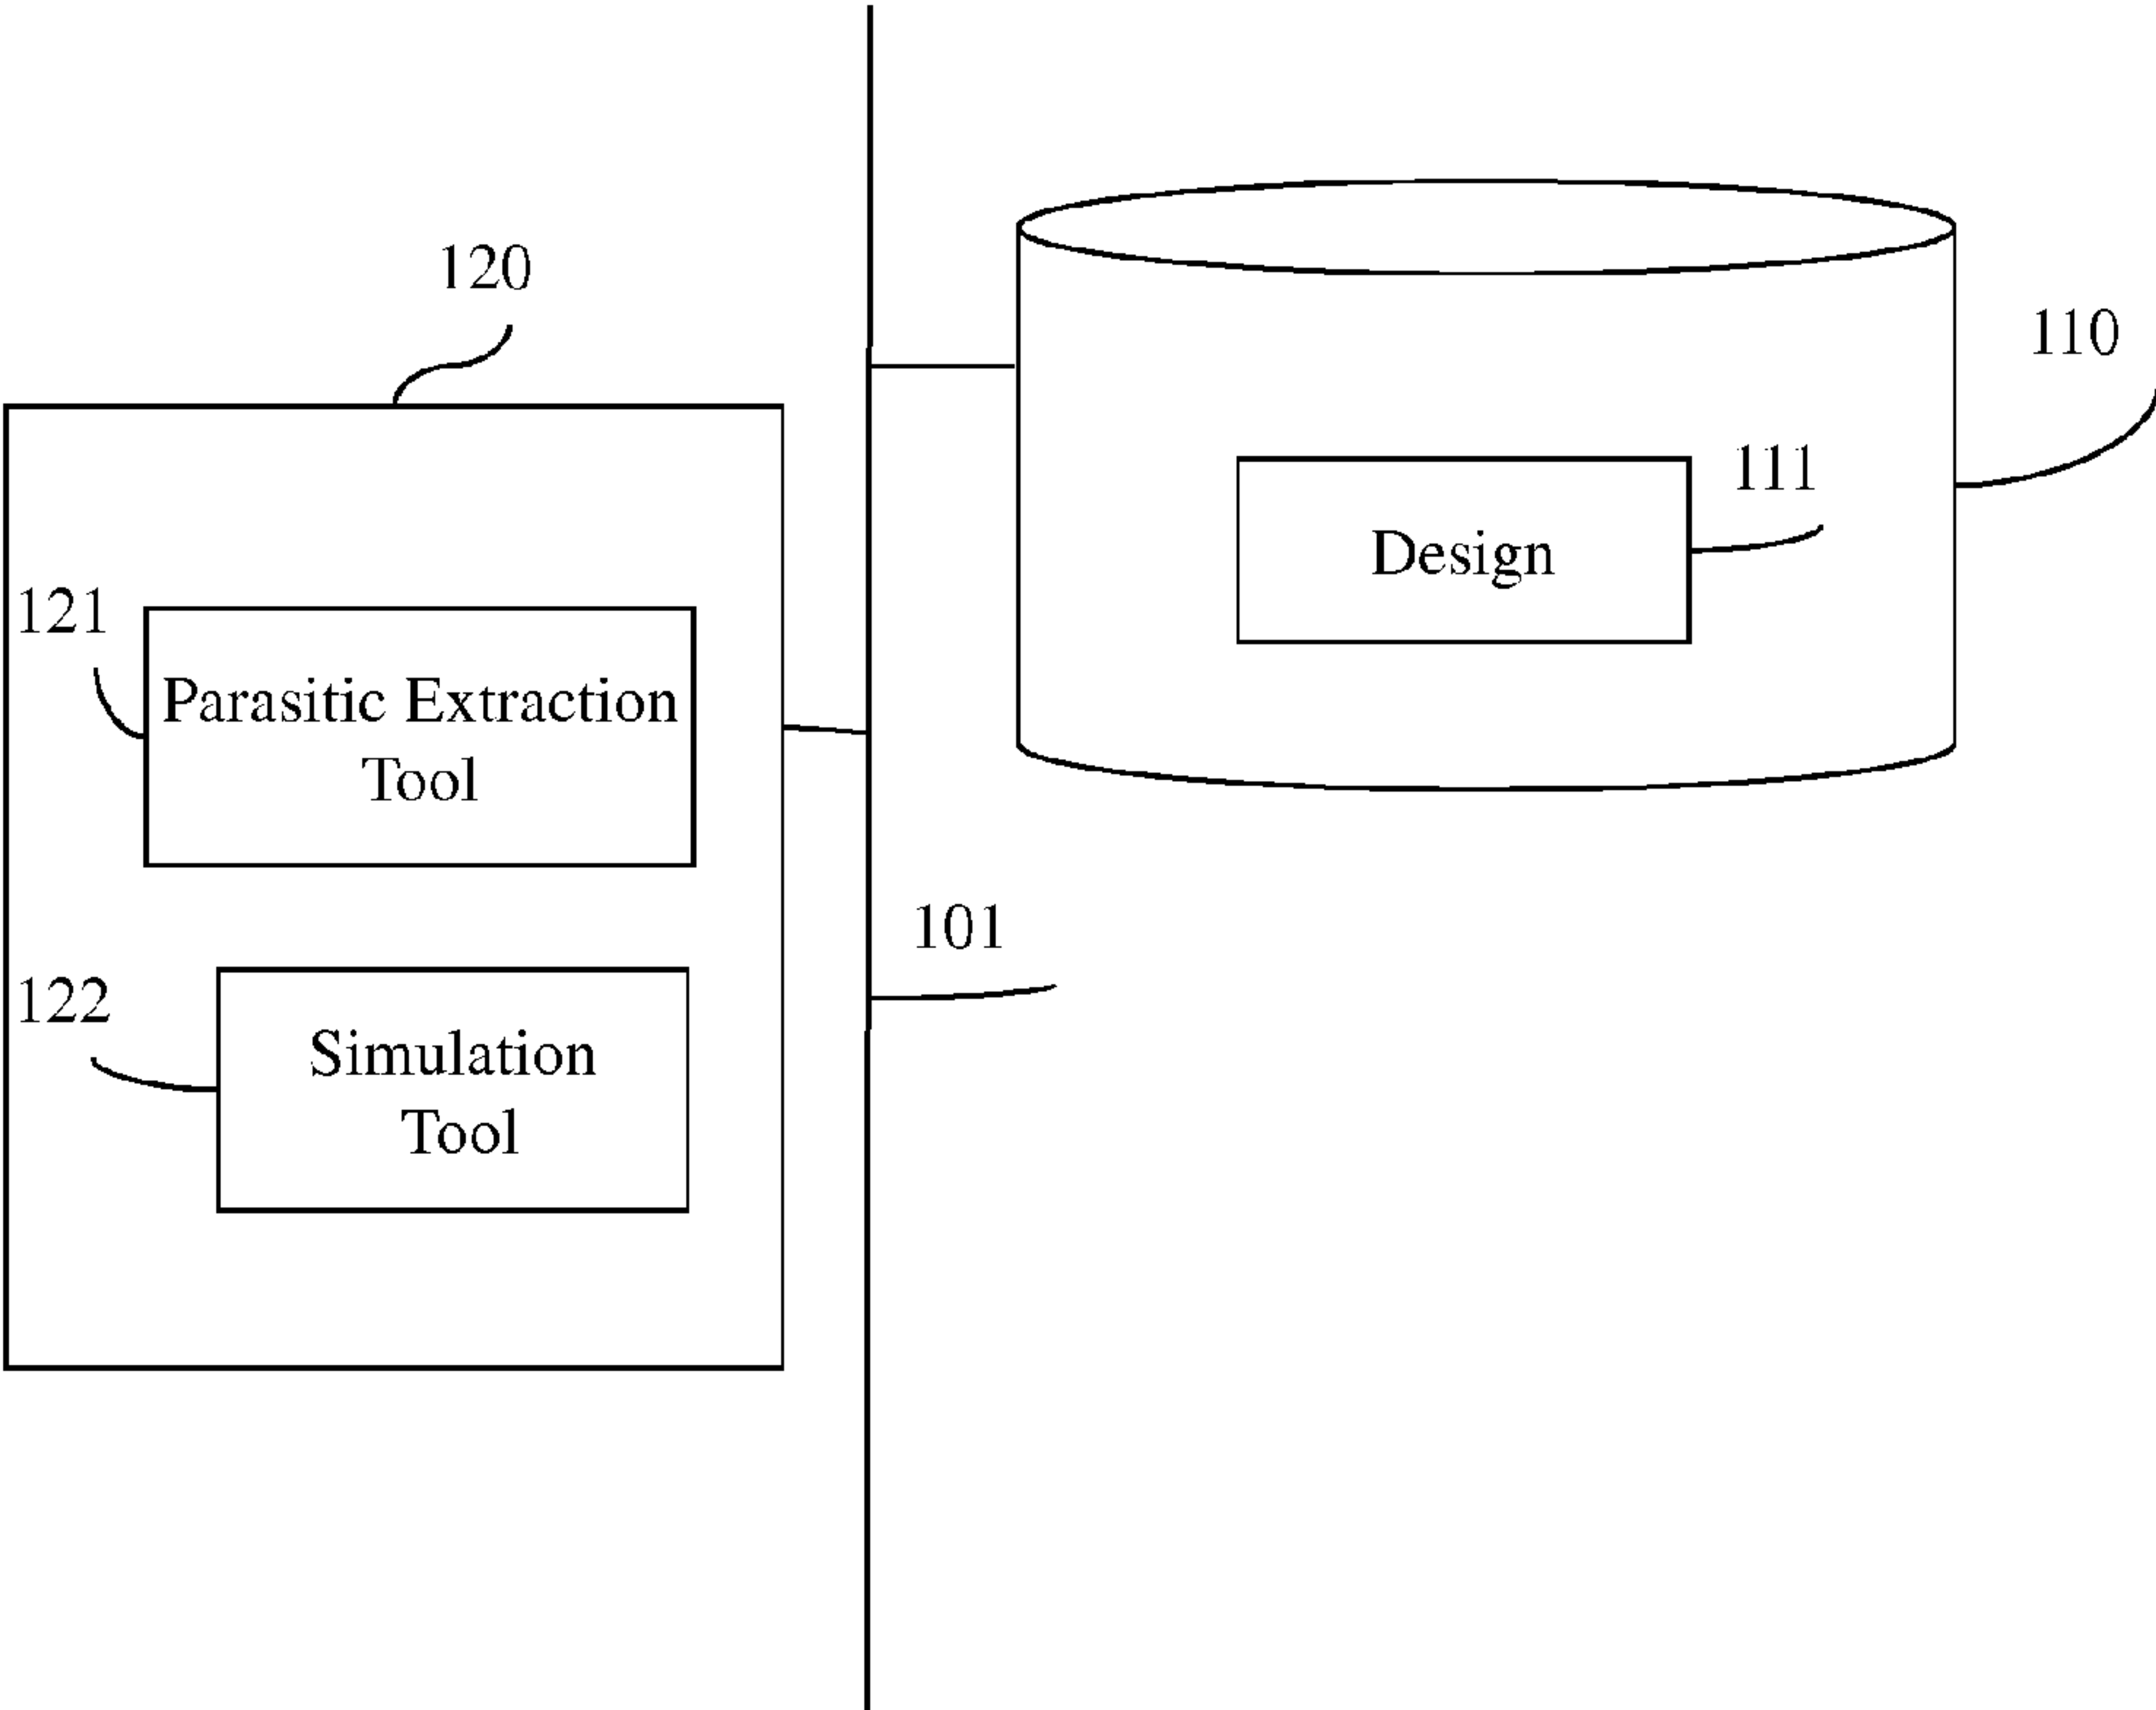 120
110
111
Design
121
Parasitic Extraction
Tool
101
122
Simulation
Tool